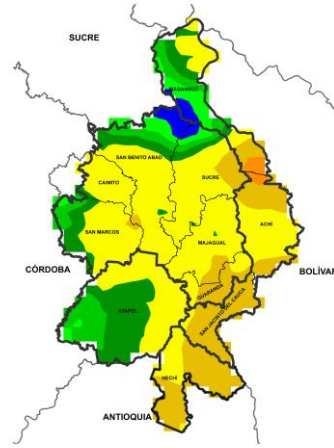 SUCRE
MAGANGUÉ
SAN BENITO ABAD
CAIMITO
SUCRE
SAN MARCOS
ACHÍ
MAJAGUAL
CÓRDOBA
BOLÍVAR
GUARANDA
AYAPEL
SAN JACINTO DEL CAUCA
NECHÍ
ANTIOQUIA